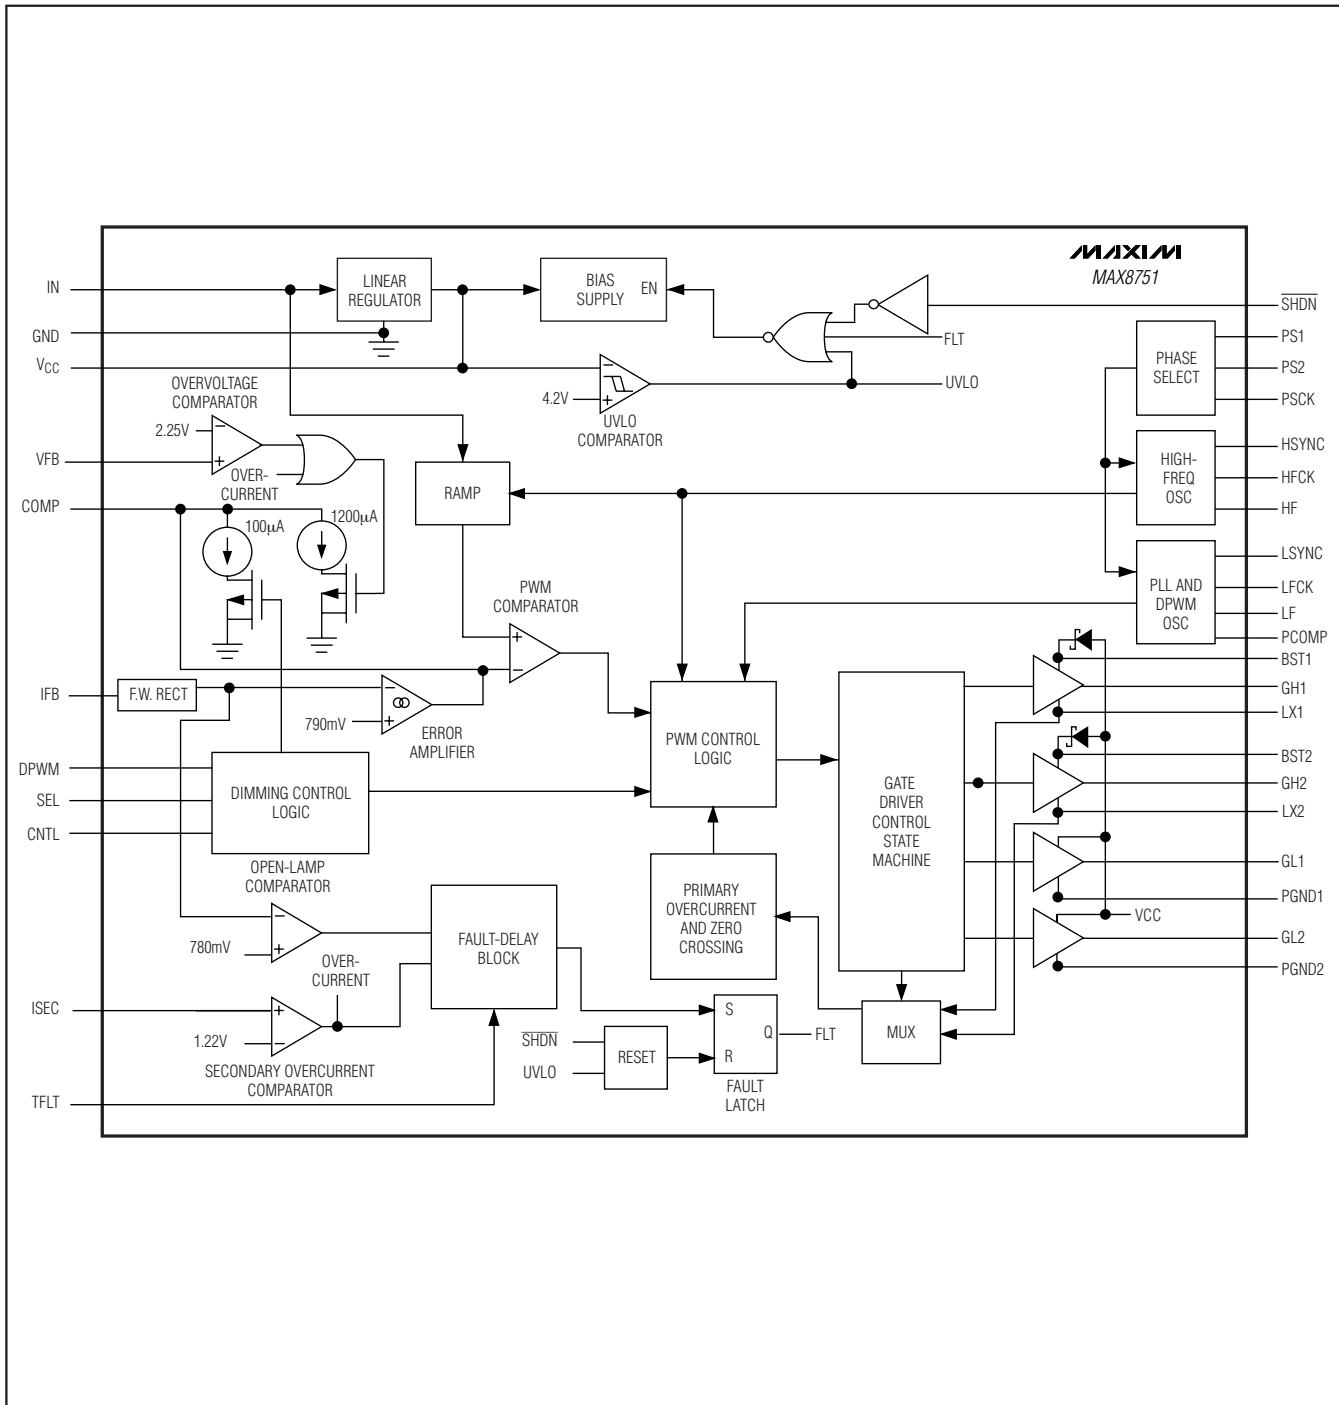 MAXIM
MAX8751
IN
GND
VCC
VFB
COMP
IFB
DPWM
SEL
CNTL
ISEC
TFLT
LINEAR
REGULATOR
BIAS
SUPPLY
EN
FLT
UVLO
4.2V
UVLO
COMPARATOR
OVERVOLTAGE
COMPARATOR
2.25V
OVER-
CURRENT
100µA
1200µA
RAMP
PWM
COMPARATOR
F.W. RECT
790mV
ERROR
AMPLIFIER
DIMMING CONTROL
LOGIC
OPEN-LAMP
COMPARATOR
780mV
OVER-
CURRENT
1.22V
SECONDARY OVERCURRENT
COMPARATOR
FAULT-DELAY
BLOCK
SHDN
UVLO
RESET
S
R
Q
FLT
FAULT
LATCH
PWM CONTROL
LOGIC
PRIMARY
OVERCURRENT
AND ZERO
CROSSING
GATE
DRIVER
CONTROL
STATE
MACHINE
MUX
VCC
PHASE
SELECT
HIGH-
FREQ
OSC
PLL AND
DPWM
OSC
SHDN
PS1
PS2
PSCK
HSYNC
HFCK
HF
LSYNC
LFCK
LF
PCOMP
BST1
GH1
LX1
BST2
GH2
LX2
GL1
PGND1
GL2
PGND2